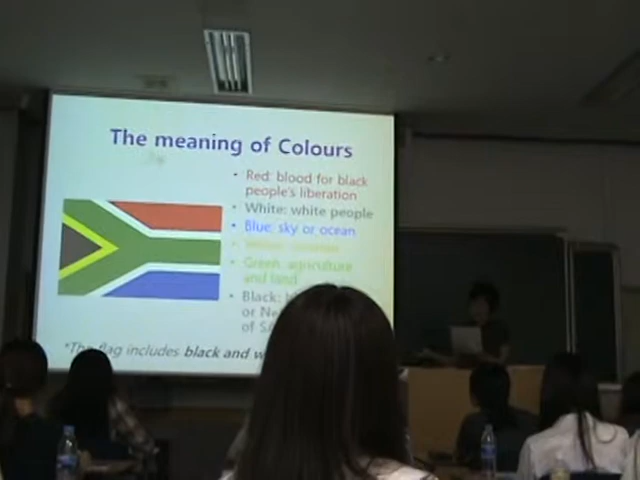 The meaning of Colours
• Red: blood for black
people's liberation
• White: white people
• Blue: sky or ocean
• Green: agriculture
and land
• Black:
or
of
*The flag includes black and